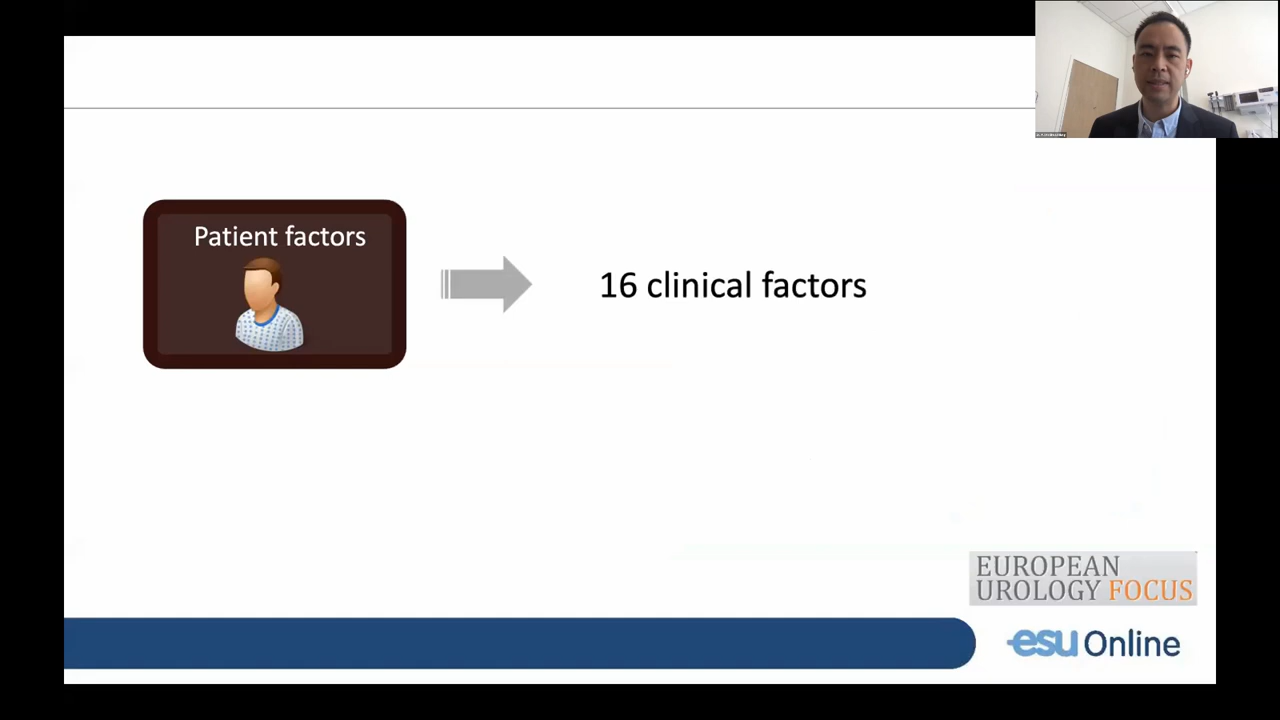 Patient factors
16 clinical factors
EUROPEAN
UROLOGY FOCUS
esu Online